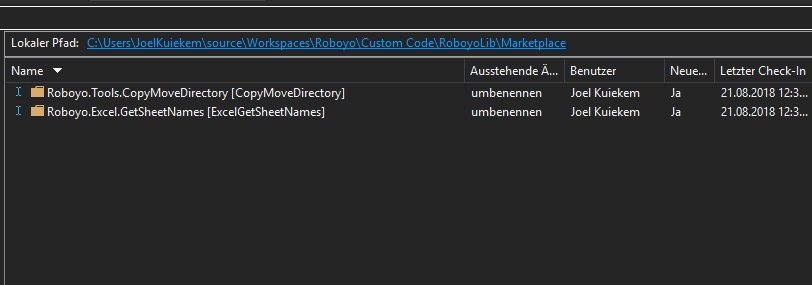 Lokaler Pfad: C:\Users\JoelKuiekem\source\Workspaces\Roboyo\Custom Code\RoboyoLib\Marketplace
Name Ausstehende Ä... Benutzer Neue... Letzter Check-In
Roboyo.Tools.CopyMoveDirectory [CopyMoveDirectory] umbenennen Joel Kuiekem Ja 21.08.2018 12:3...
Roboyo.Excel.GetSheetNames [ExcelGetSheetNames] umbenennen Joel Kuiekem Ja 21.08.2018 12:3...